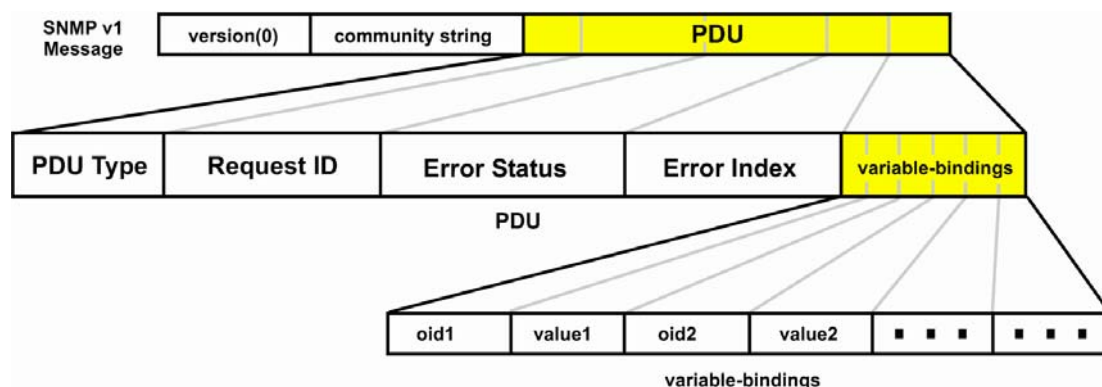 SNMP v1
Message
version(0)
community string
PDU
PDU Type
Request ID
Error Status
Error Index
variable-bindings
PDU
oid1
value1
oid2
value2
▪ ▪ ▪
▪ ▪ ▪
variable-bindings